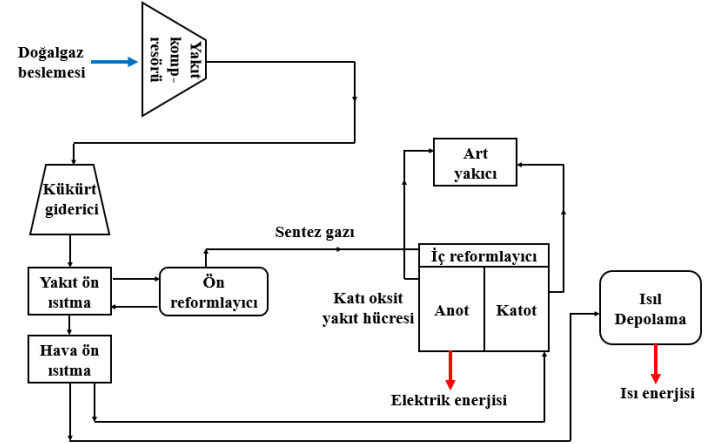 Doğalgaz
beslemesi
Yakıt
komp-
resörü
Kükürt
giderici
Art
yakıcı
Sentez gazı
İç reformlayıcı
Yakıt ön
ısıtma
Ön
reformlayıcı
Katı oksit
yakıt hücresi
Anot
Katot
Isıl
Depolama
Hava ön
ısıtma
Elektrik enerjisi
Isı enerjisi